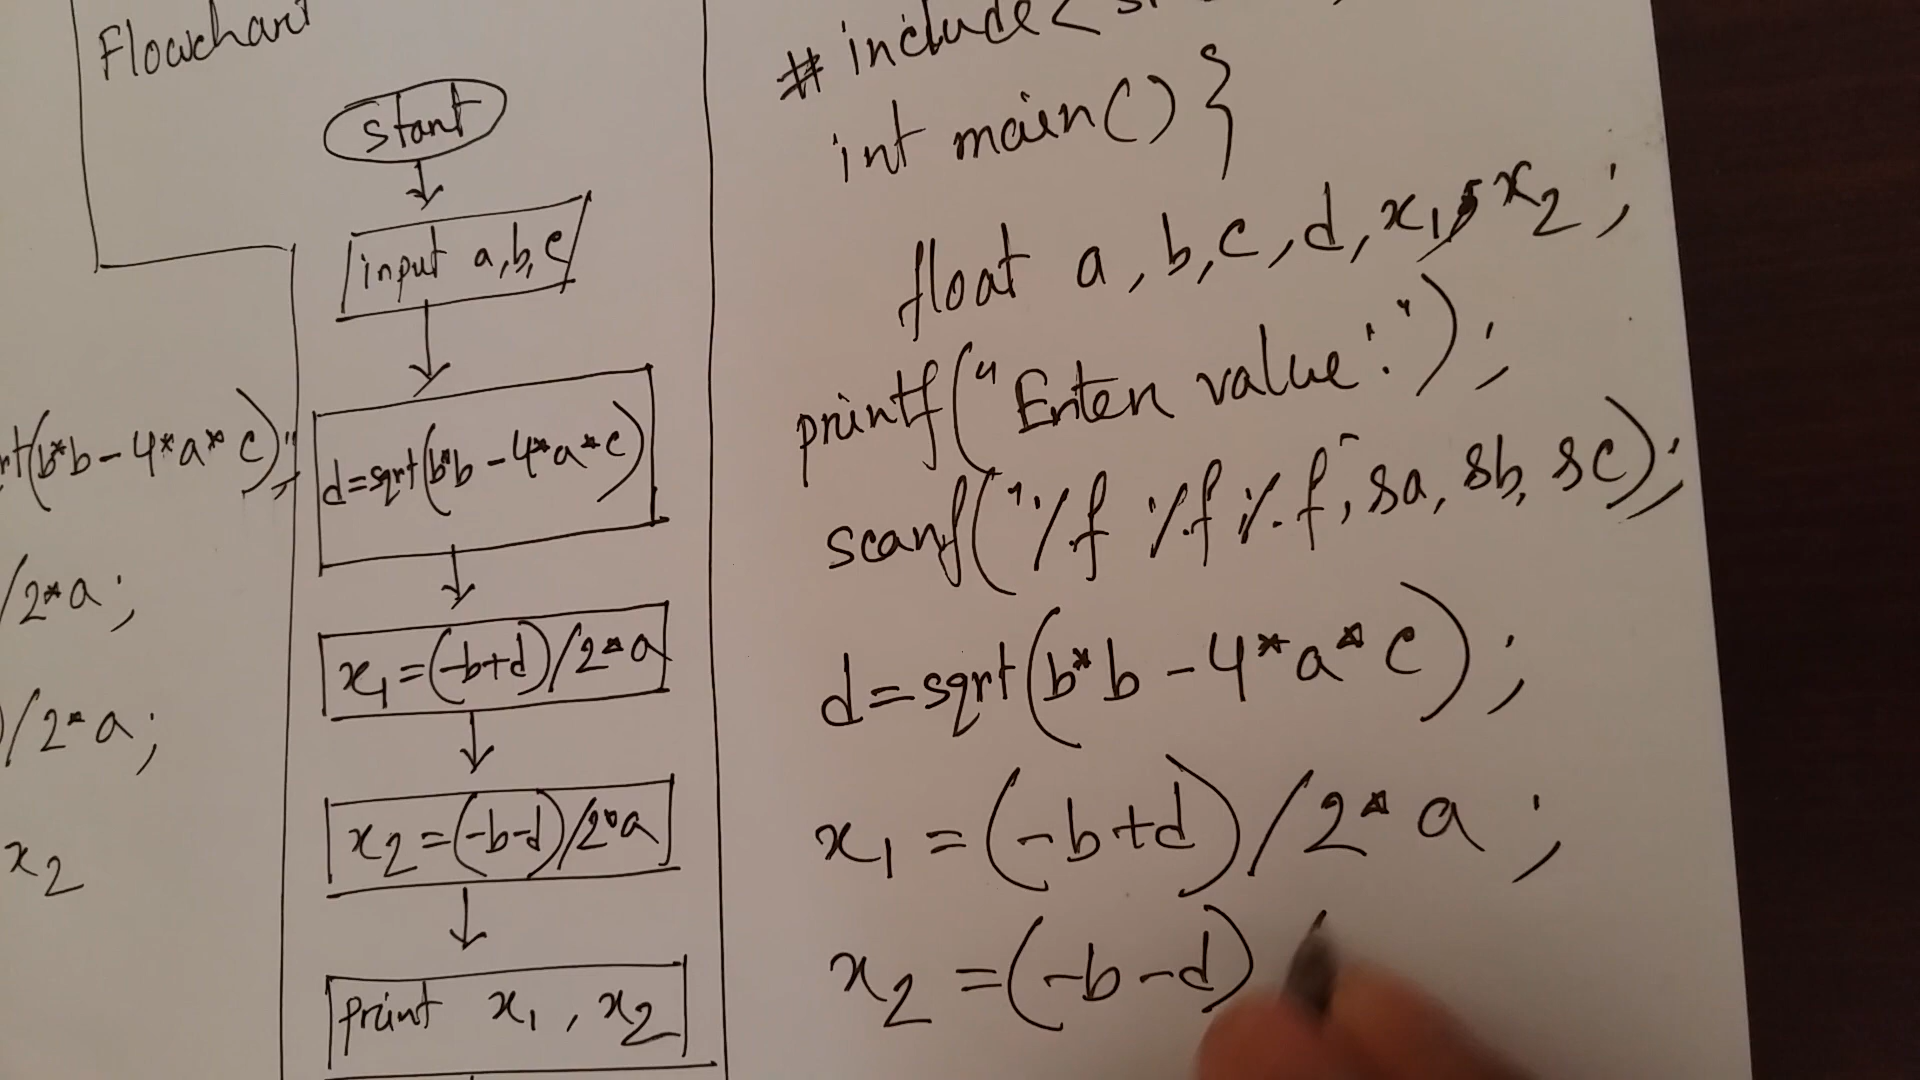 Flowchart
start
input a,b,c
d=sqrt(b*b-4*a*c)
x1=(-b+d)/2*a
x2=(-b-d)/2*a
print x1, x2
(b*b-4*a*c);
/2*a;
)/2*a;
x2
# include <
int main() {
float a, b, c, d, x1, x2;
printf("Enter value:");
scanf("%f %f %f", &a, &b, &c);
d=sqrt(b*b-4*a*c);
x1=(-b+d)/2*a;
x2=(-b-d)